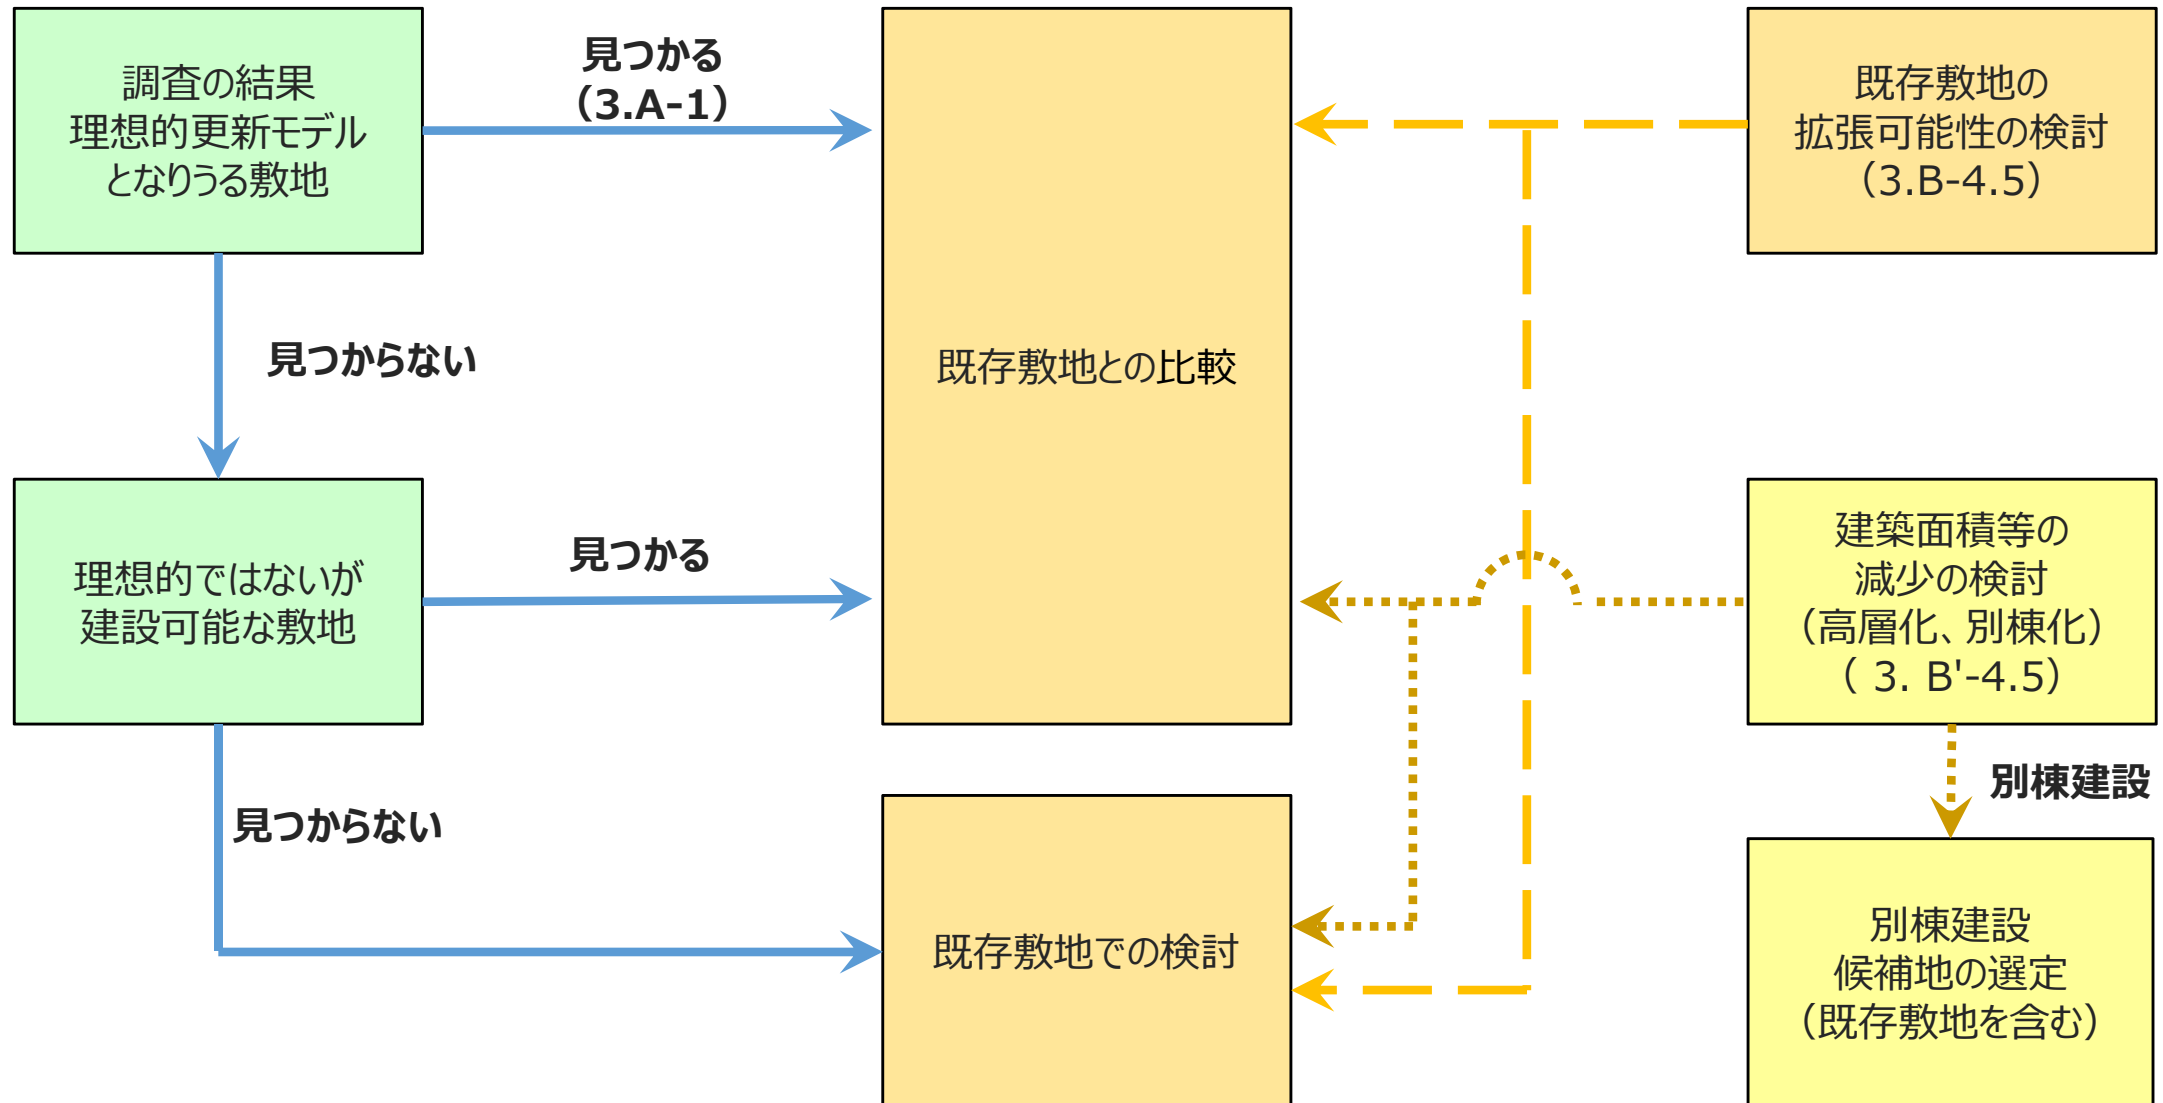 調査の結果
理想的更新モデル
となりうる敷地
見つかる
（3.A-1）
既存敷地との比較
既存敷地の
拡張可能性の検討
（3.B-4.5）
見つからない
理想的ではないが
建設可能な敷地
見つかる
建築面積等の
減少の検討
（高層化、別棟化）
（ 3. B'-4.5）
見つからない
別棟建設
既存敷地での検討
別棟建設
候補地の選定
（既存敷地を含む）